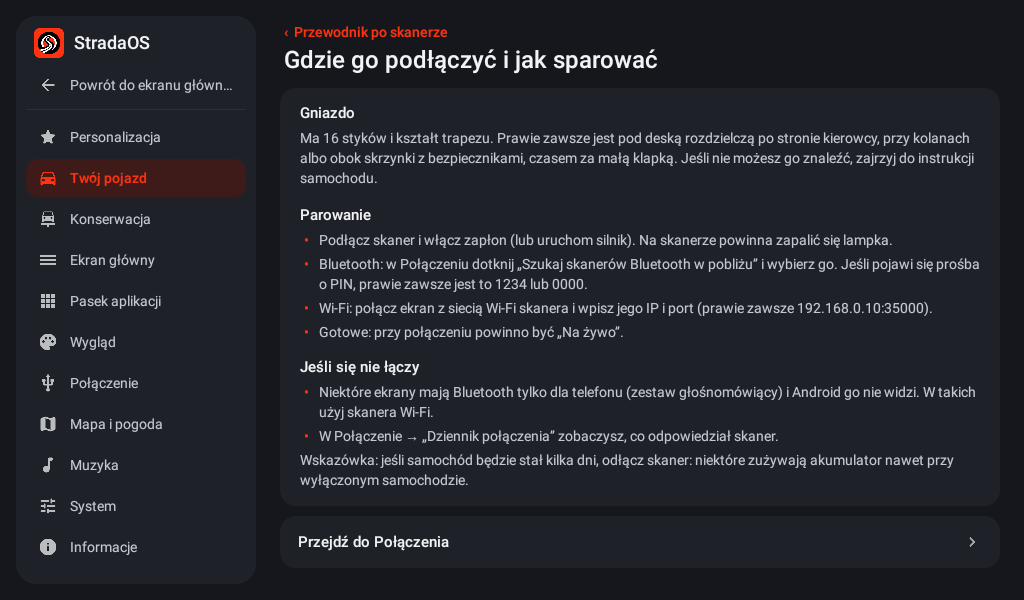 StradaOS
Powrót do ekranu główn...
Personalizacja
Twój pojazd
Konserwacja
Ekran główny
Pasek aplikacji
Wygląd
Połączenie
Mapa i pogoda
Muzyka
System
Informacje
‹ Przewodnik po skanerze
Gdzie go podłączyć i jak sparować
Gniazdo
Ma 16 styków i kształt trapezu. Prawie zawsze jest pod deską rozdzielczą po stronie kierowcy, przy kolanach
albo obok skrzynki z bezpiecznikami, czasem za małą klapką. Jeśli nie możesz go znaleźć, zajrzyj do instrukcji
samochodu.
Parowanie
• Podłącz skaner i włącz zapłon (lub uruchom silnik). Na skanerze powinna zapalić się lampka.
• Bluetooth: w Połączeniu dotknij „Szukaj skanerów Bluetooth w pobliżu” i wybierz go. Jeśli pojawi się prośba
o PIN, prawie zawsze jest to 1234 lub 0000.
• Wi-Fi: połącz ekran z siecią Wi-Fi skanera i wpisz jego IP i port (prawie zawsze 192.168.0.10:35000).
• Gotowe: przy połączeniu powinno być „Na żywo”.
Jeśli się nie łączy
• Niektóre ekrany mają Bluetooth tylko dla telefonu (zestaw głośnomówiący) i Android go nie widzi. W takich
użyj skanera Wi-Fi.
• W Połączenie → „Dziennik połączenia” zobaczysz, co odpowiedział skaner.
Wskazówka: jeśli samochód będzie stał kilka dni, odłącz skaner: niektóre zużywają akumulator nawet przy
wyłączonym samochodzie.
Przejdź do Połączenia